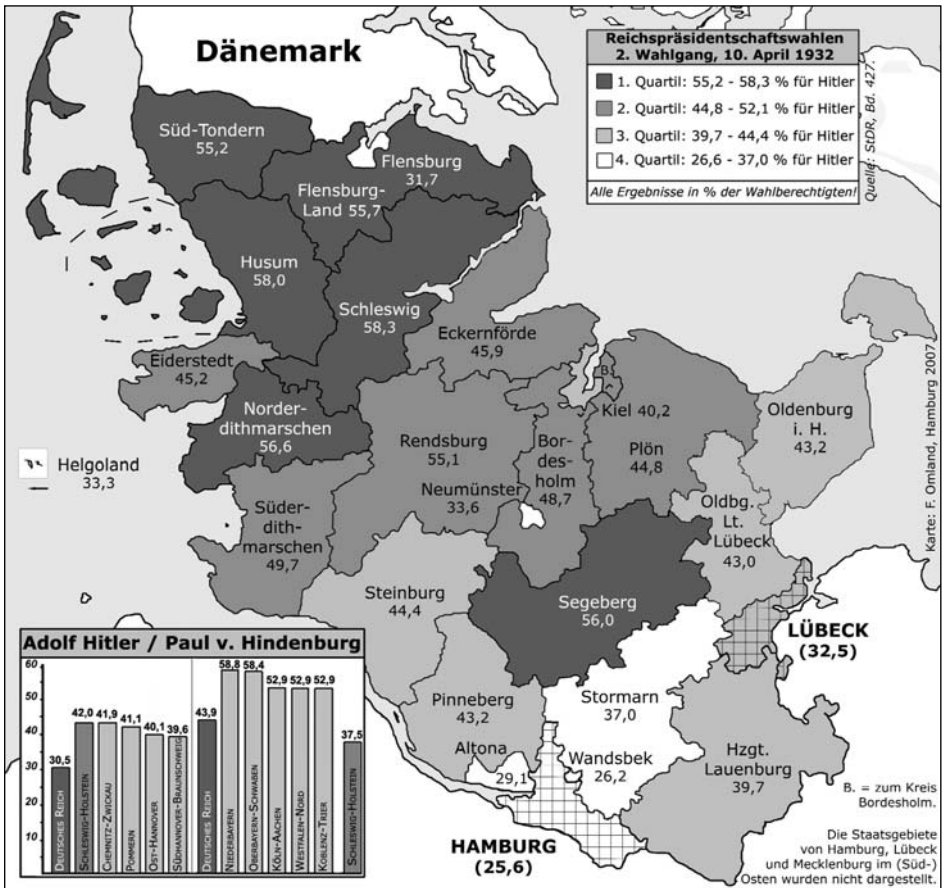 Dänemark
Reichspräsidentschaftswahlen
2. Wahlgang, 10. April 1932
1. Quartil: 55,2 - 58,3 % für Hitler
2. Quartil: 44,8 - 52,1 % für Hitler
3. Quartil: 39,7 - 44,4 % für Hitler
4. Quartil: 26,6 - 37,0 % für Hitler
Alle Ergebnisse in % der Wahlberechtigten!
Quelle: StDR, Bd. 427.
Süd-Tondern
55,2
Flensburg
31,7
Flensburg-
Land 55,7
Husum
58,0
Schleswig
58,3
Eckernförde
45,9
Eiderstedt
45,2
B.
Kiel 40,2
Oldenburg
i. H.
43,2
Norder-
dithmarschen
56,6
Rendsburg
55,1
Bor-
des-
holm
48,7
Plön
44,8
Helgoland
33,3
Neumünster
33,6
Süder-
dith-
marschen
49,7
Oldbg.
Lt.
Lübeck
43,0
Karte: F. Omland, Hamburg 2007
Steinburg
44,4
Segeberg
56,0
LÜBECK
(32,5)
Pinneberg
43,2
Stormarn
37,0
Altona
29,1
Wandsbek
26,2
Hzgt.
Lauenburg
39,7
HAMBURG
(25,6)
B. = zum Kreis
Bordesholm.
Die Staatsgebiete
von Hamburg, Lübeck
und Mecklenburg im (Süd-)
Osten wurden nicht dargestellt.
Adolf Hitler / Paul v. Hindenburg
60
50
40
30
20
10
30,5
42,0
41,9
41,1
40,1
39,6
43,9
58,8
58,4
52,9
52,9
52,9
37,5
DEUTSCHES REICH
SCHLESWIG-HOLSTEIN
CHEMNITZ-ZWICKAU
POMMERN
OST-HANNOVER
SÜDHANNOVER-BRAUNSCHWEIG
DEUTSCHES REICH
NIEDERBAYERN
OBERBAYERN-SCHWABEN
KÖLN-AACHEN
WESTFALEN-NORD
KOBLENZ-TRIER
SCHLESWIG-HOLSTEIN